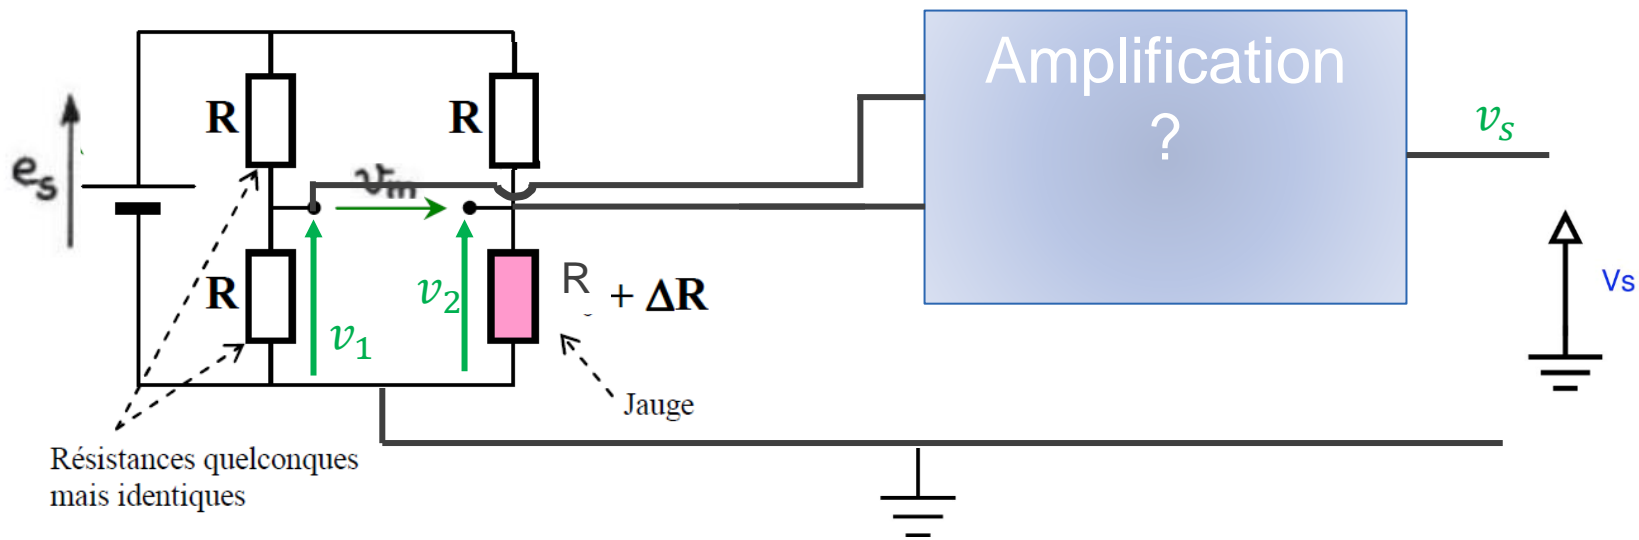 Amplification
?
v_s
R
R
e_s
v_m
R
v_2
R
+ ΔR
v_1
Vs
Jauge
Résistances quelconques
mais identiques